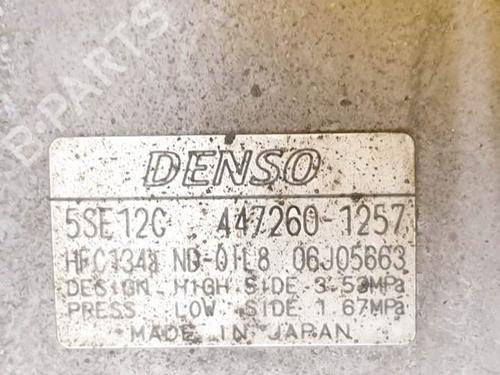 B-PARTS
DENSO
5SE12C 447260-1257
HFC134a ND-OIL8 06J05663
DESIGN HIGH SIDE 3.53MPa
PRESS. LOW SIDE 1.67MPa
MADE IN JAPAN